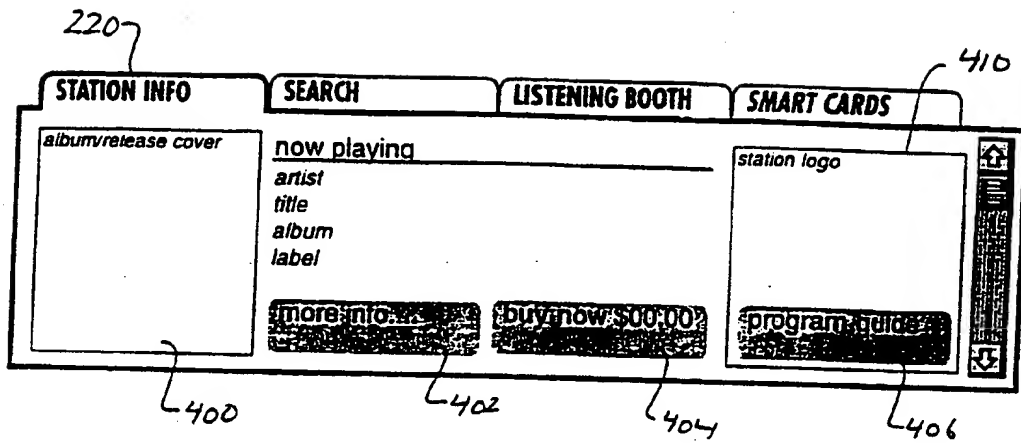 220
410
STATION INFO
SEARCH
LISTENING BOOTH
SMART CARDS
album/release cover
now playing
artist
title
album
label
station logo
more info
buy now $00.00
program guide
400
402
404
406